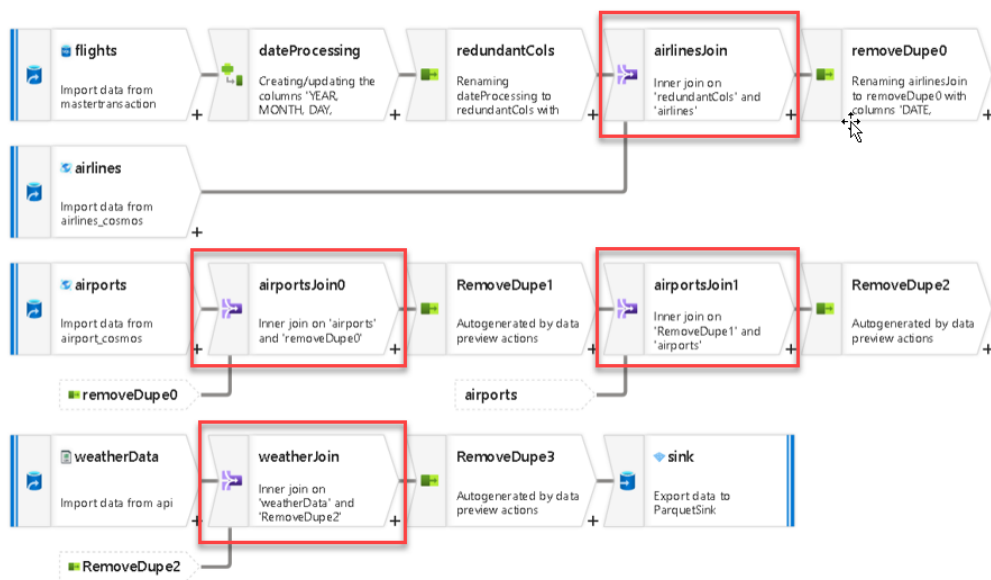 flights
Import data from
mastertransaction
dateProcessing
Creating/updating the
columns 'YEAR,
MONTH, DAY,
redundantCols
Renaming
dateProcessing to
redundantCols with
airlinesJoin
Inner join on
'redundantCols' and
'airlines'
removeDupe0
Renaming airlinesJoin
to removeDupe0 with
columns 'DATE,
airlines
Import data from
airlines_cosmos
airports
Import data from
airport_cosmos
airportsJoin0
Inner join on 'airports'
and 'removeDupe0'
RemoveDupe1
Autogenerated by data
preview actions
airportsJoin1
Inner join on
'RemoveDupe1' and
'airports'
RemoveDupe2
Autogenerated by data
preview actions
removeDupe0
airports
weatherData
Import data from api
weatherJoin
Inner join on
'weatherData' and
'RemoveDupe2'
RemoveDupe3
Autogenerated by data
preview actions
sink
Export data to
ParquetSink
RemoveDupe2